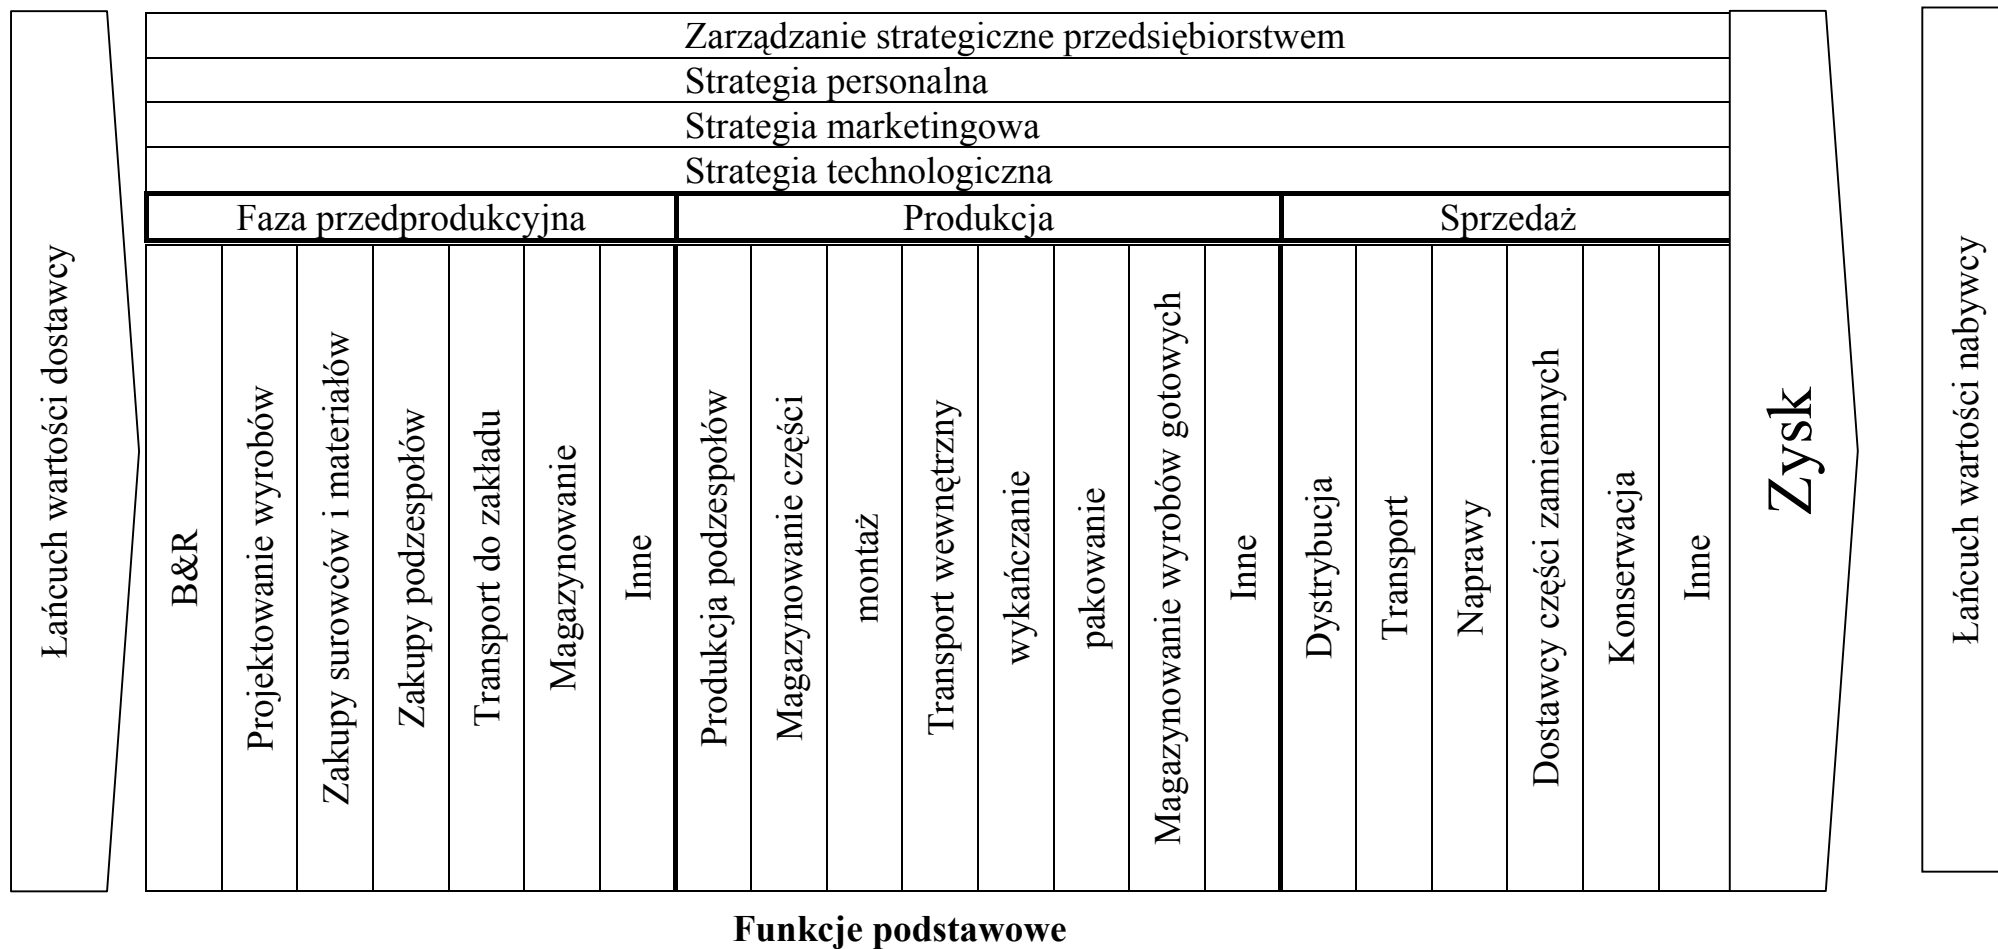 Łańcuch wartości dostawcy
Zarządzanie strategiczne przedsiębiorstwem
Strategia personalna
Strategia marketingowa
Strategia technologiczna
Faza przedprodukcyjna
Produkcja
Sprzedaż
B&R
Projektowanie wyrobów
Zakupy surowców i materiałów
Zakupy podzespołów
Transport do zakładu
Magazynowanie
Inne
Produkcja podzespołów
Magazynowanie części
montaż
Transport wewnętrzny
wykańczanie
pakowanie
Magazynowanie wyrobów gotowych
Inne
Dystrybucja
Transport
Naprawy
Dostawcy części zamiennych
Konserwacja
Inne
Zysk
Łańcuch wartości nabywcy
Funkcje podstawowe